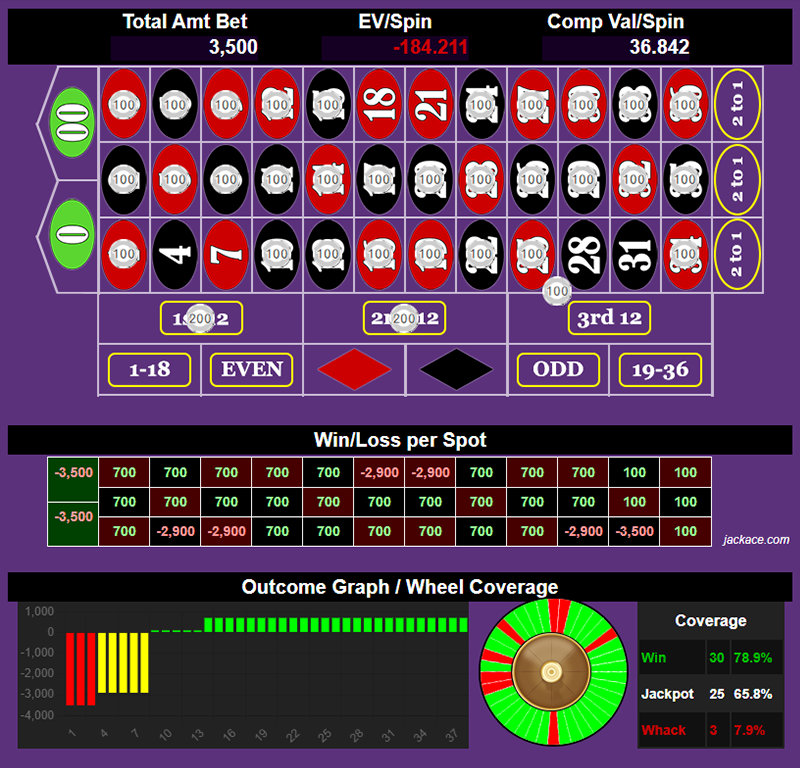 Total Amt Bet EV/Spin Comp Val/Spin
3,500 -184.211 36.842
00 100 100 100 100 100 18 21 100 100 100 100 100 2 to 1
100 100 100 100 100 100 100 100 100 100 100 100 2 to 1
0 100 4 7 100 100 100 100 100 100 28 31 100 2 to 1
100
200 200 3rd 12
1-18 EVEN ODD 19-36
Win/Loss per Spot
-3,500 700 700 700 700 700 -2,900 -2,900 700 700 700 100 100
700 700 700 700 700 700 700 700 700 700 100 100
-3,500 700 -2,900 -2,900 700 700 700 700 700 700 -2,900 -3,500 100
jackace.com
Outcome Graph / Wheel Coverage
1,000
0
-1,000
-2,000
-3,000
-4,000
1 4 7 10 13 16 19 22 25 28 31 34 37
Coverage
Win 30 78.9%
Jackpot 25 65.8%
Whack 3 7.9%